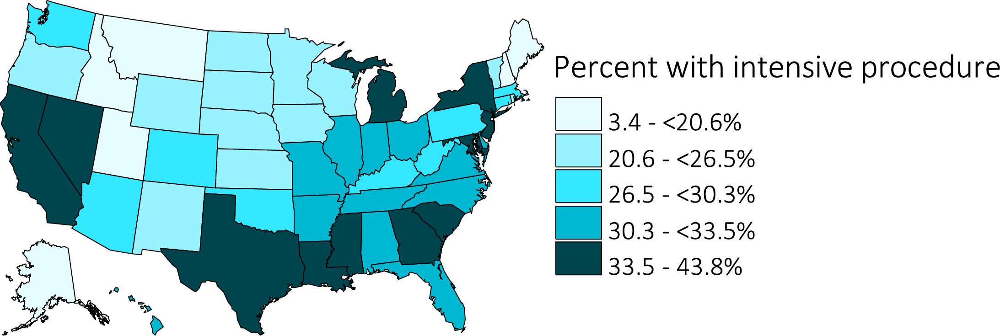 Percent with intensive procedure
3.4 - <20.6%
20.6 - <26.5%
26.5 - <30.3%
30.3 - <33.5%
33.5 - 43.8%